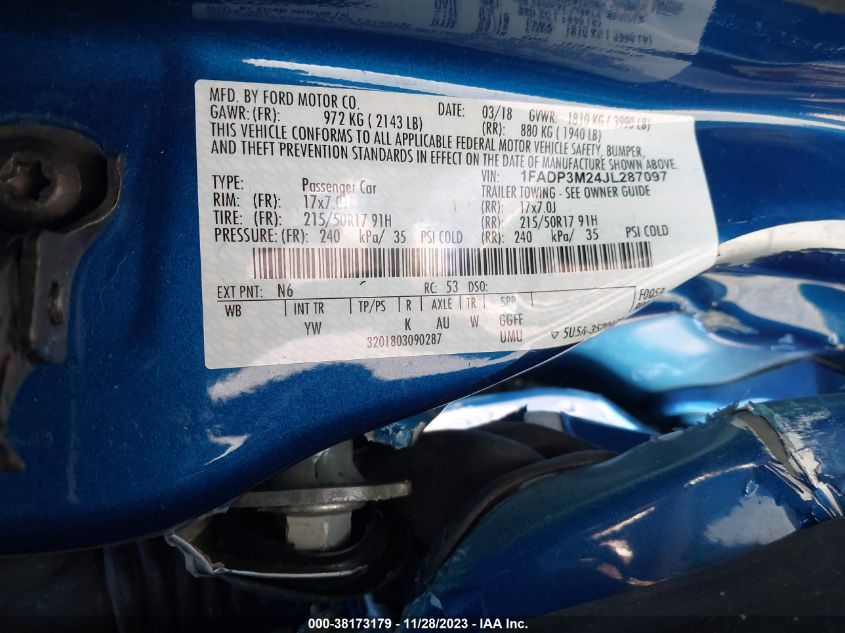 MFD. BY FORD MOTOR CO.
DATE: 03/18 GVWR: 1810 KG ( 3990 LB)
GAWR: (FR): 972 KG ( 2143 LB) (RR): 880 KG ( 1940 LB)
THIS VEHICLE CONFORMS TO ALL APPLICABLE FEDERAL MOTOR VEHICLE SAFETY, BUMPER,
AND THEFT PREVENTION STANDARDS IN EFFECT ON THE DATE OF MANUFACTURE SHOWN ABOVE.
VIN: 1FADP3M24JL287097
TYPE: Passenger Car TRAILER TOWING - SEE OWNER GUIDE
RIM: (FR): 17x7.0J (RR): 17x7.0J
TIRE: (FR): 215/50R17 91H (RR): 215/50R17 91H
PRESSURE: (FR): 240 kPa/ 35 PSI COLD (RR): 240 kPa/ 35 PSI COLD
EXT PNT: N6 RC: 53 DSO:
WB INT TR TP/PS R AXLE TR SPR
YW K AU W GGFF
3201803090287 UMU
000-38173179 - 11/28/2023 - IAA Inc.